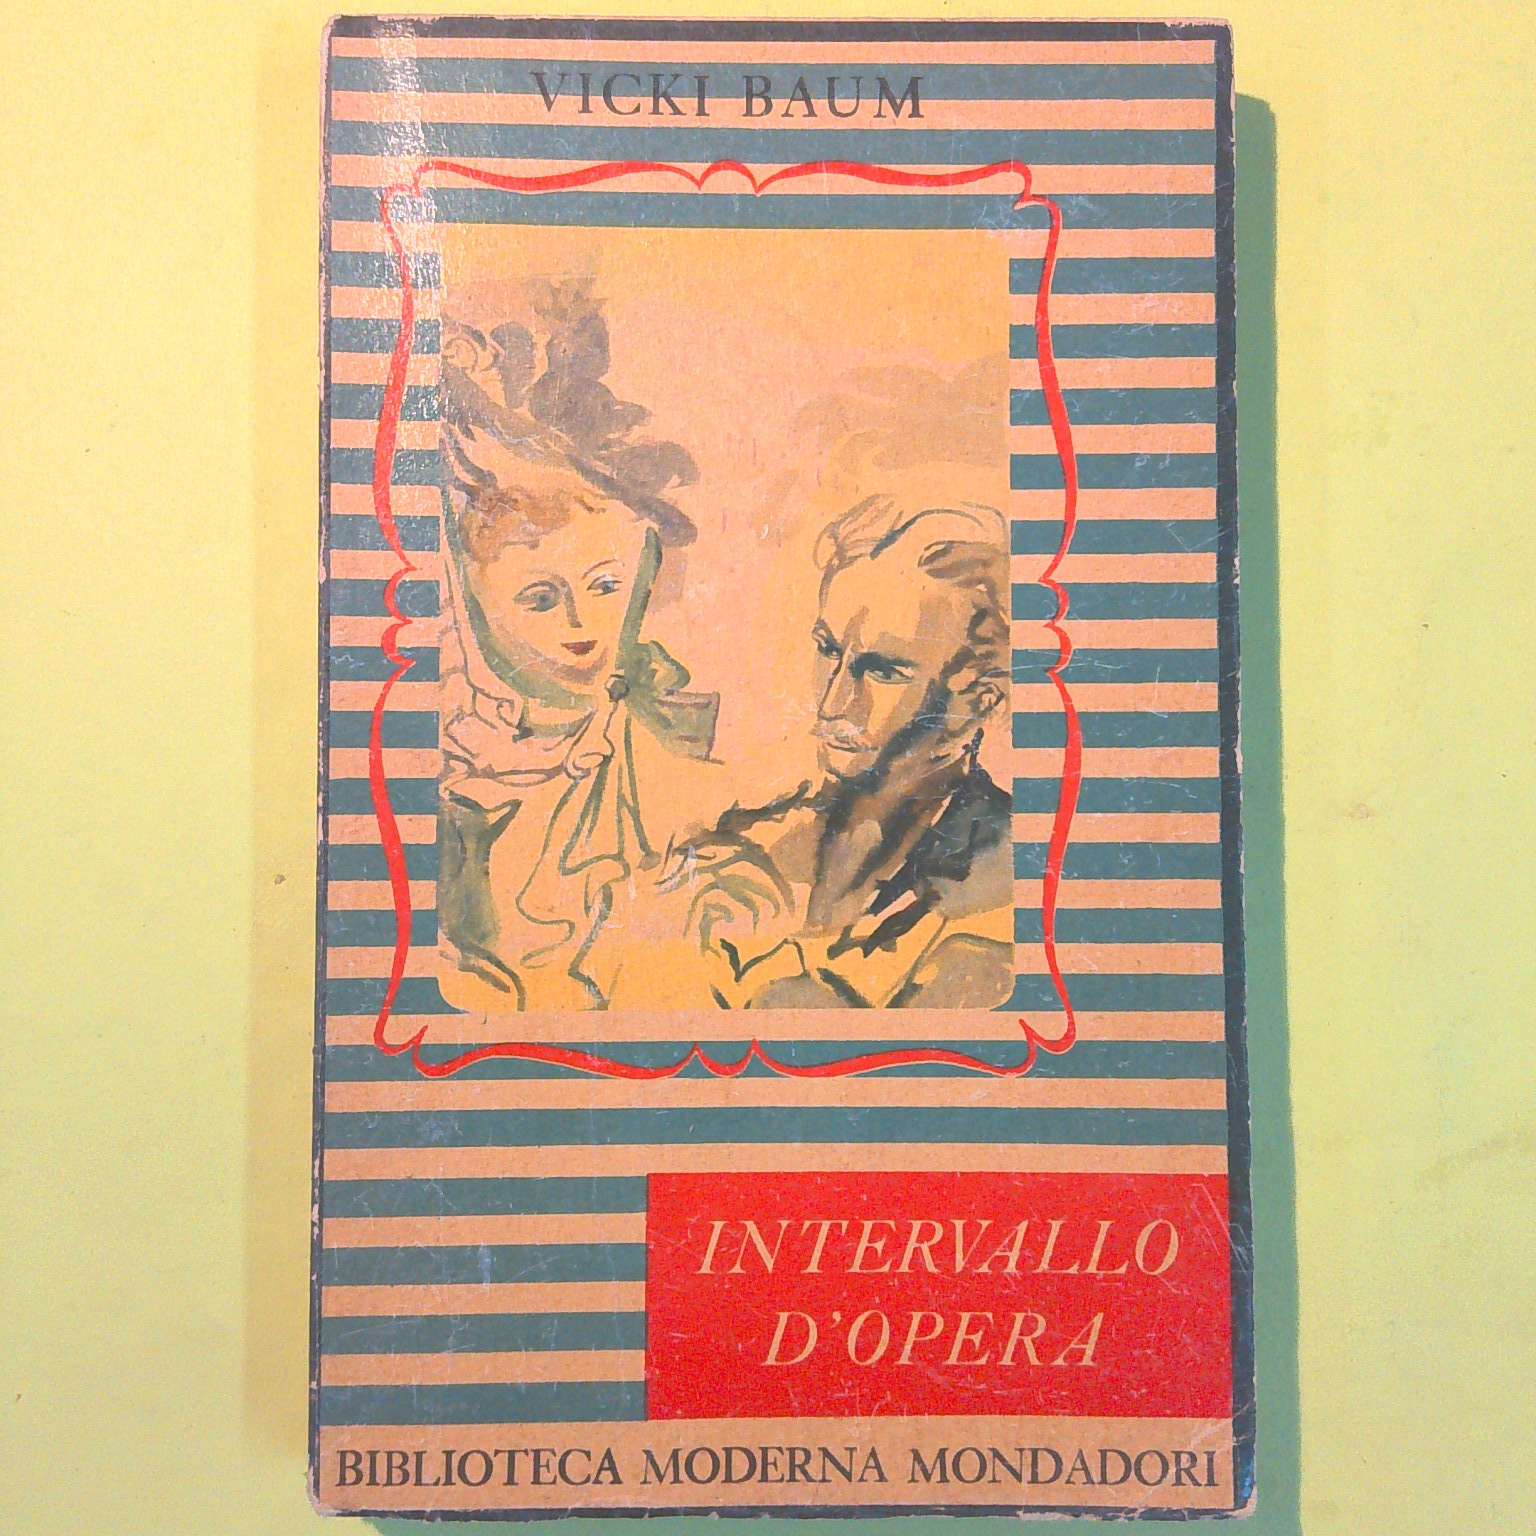 VICKI BAUM
INTERVALLO
D'OPERA
BIBLIOTECA MODERNA MONDADORI